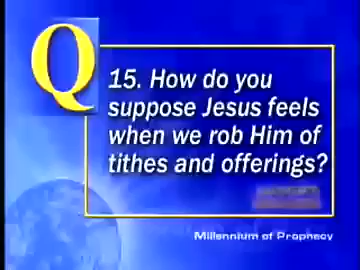 Q
15. How do you
suppose Jesus feels
when we rob Him of
tithes and offerings?
Millennium of Prophecy